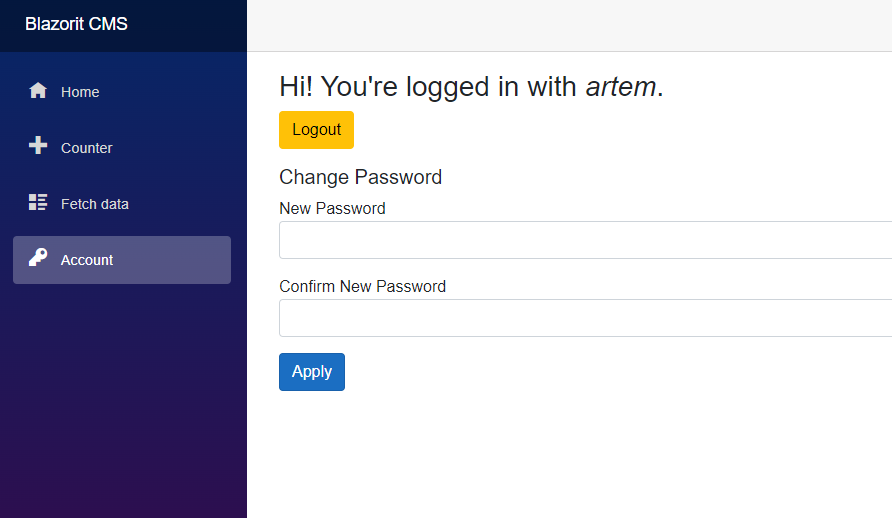 Blazorit CMS
Home
Counter
Fetch data
Account
Hi! You're logged in with artem.
Logout
Change Password
New Password
Confirm New Password
Apply